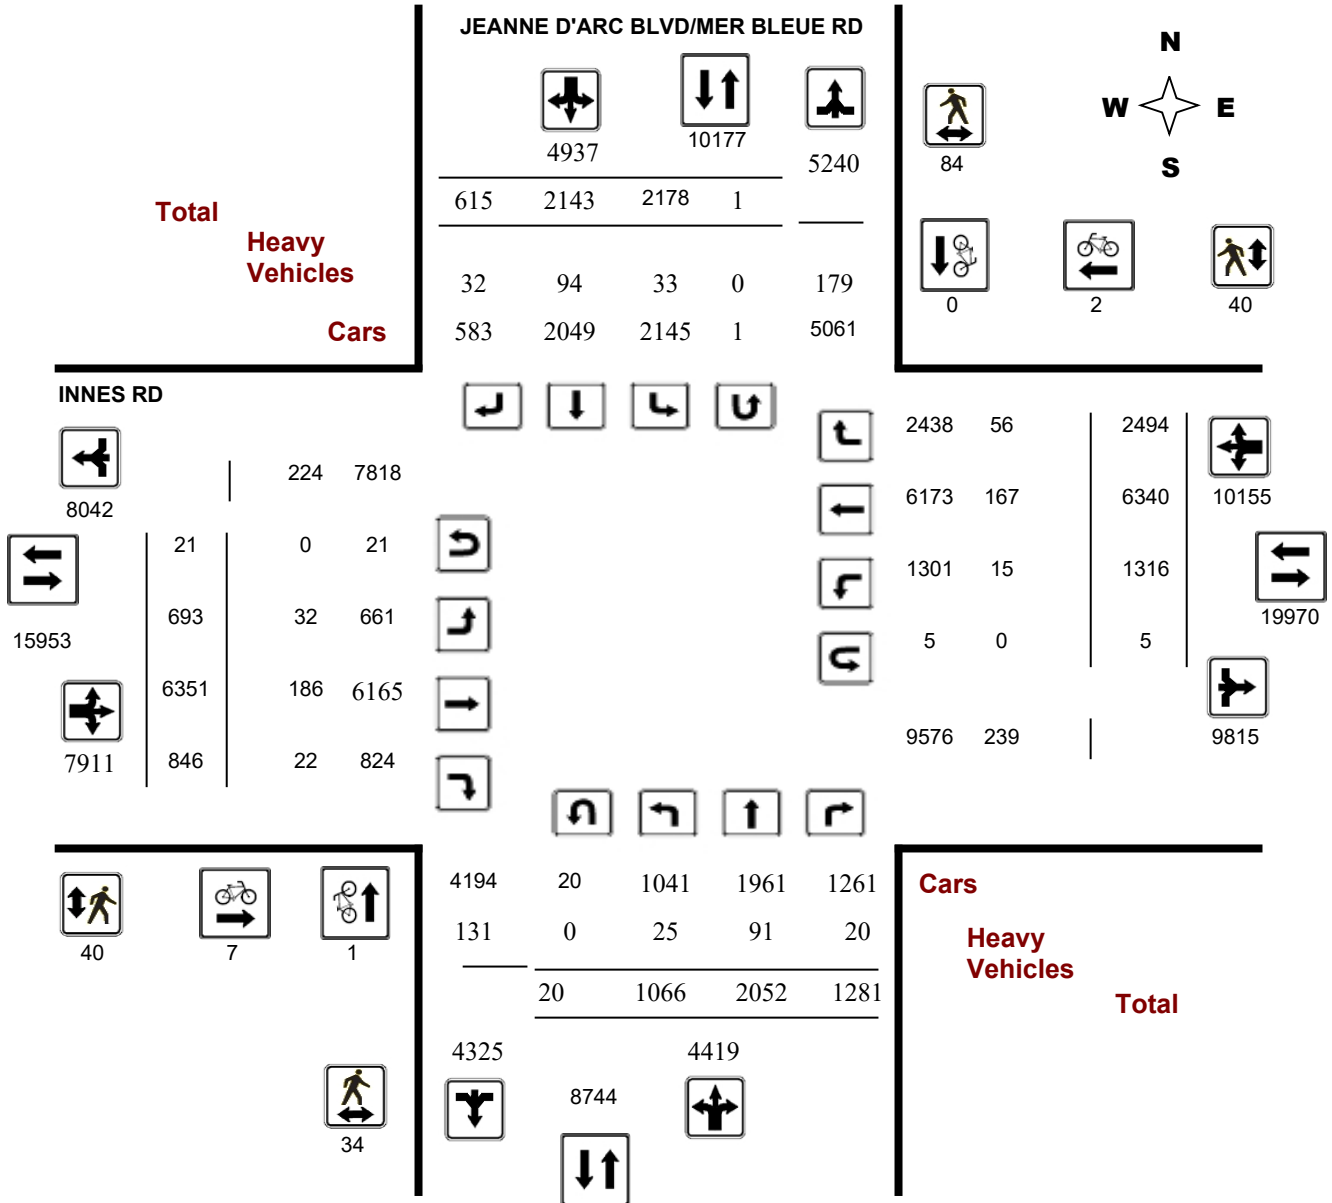 JEANNE D'ARC BLVD/MER BLEUE RD
N
W E
S
4937 10177 5240 84
615 2143 2178 1
Total
Heavy
Vehicles
32 94 33 0 179
0 2 40
Cars
583 2049 2145 1 5061
INNES RD
2438 56 2494
224 7818
8042
6173 167 6340 10155
21 0 21
1301 15 1316
693 32 661
15953
19970
5 0 5
6351 186 6165
9576 239 9815
7911 846 22 824
4194 20 1041 1961 1261
Cars
131 0 25 91 20
40 7 1
Heavy
Vehicles
20 1066 2052 1281
Total
4325 4419
8744
34